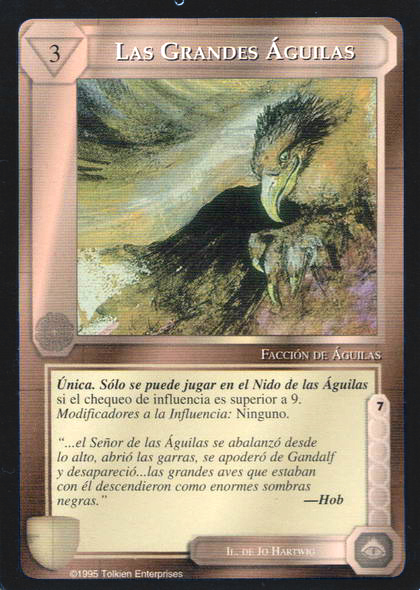 3
Las Grandes Águilas
Facción de Águilas
Única. Sólo se puede jugar en el Nido de las Águilas
si el chequeo de influencia es superior a 9.
Modificadores a la Influencia: Ninguno.
7
“...el Señor de las Águilas se abalanzó desde
lo alto, abrió las garras, se apoderó de Gandalf
y desapareció...las grandes aves que estaban
con él descendieron como enormes sombras
negras.” —Hob
Il. de Jo Hartwig
©1995 Tolkien Enterprises